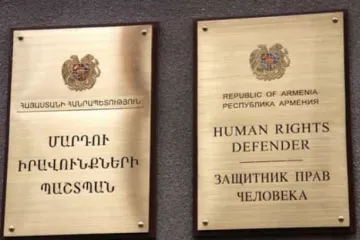 ՀԱՅԱՍՏԱՆԻ ՀԱՆՐԱՊԵՏՈՒԹՅՈՒՆ
ՄԱՐԴՈՒ
ԻՐԱՎՈՒՆՔՆԵՐԻ
ՊԱՇՏՊԱՆ
REPUBLIC OF ARMENIA
РЕСПУБЛИКА АРМЕНИЯ
HUMAN RIGHTS
DEFENDER
ЗАЩИТНИК ПРАВ
ЧЕЛОВЕКА